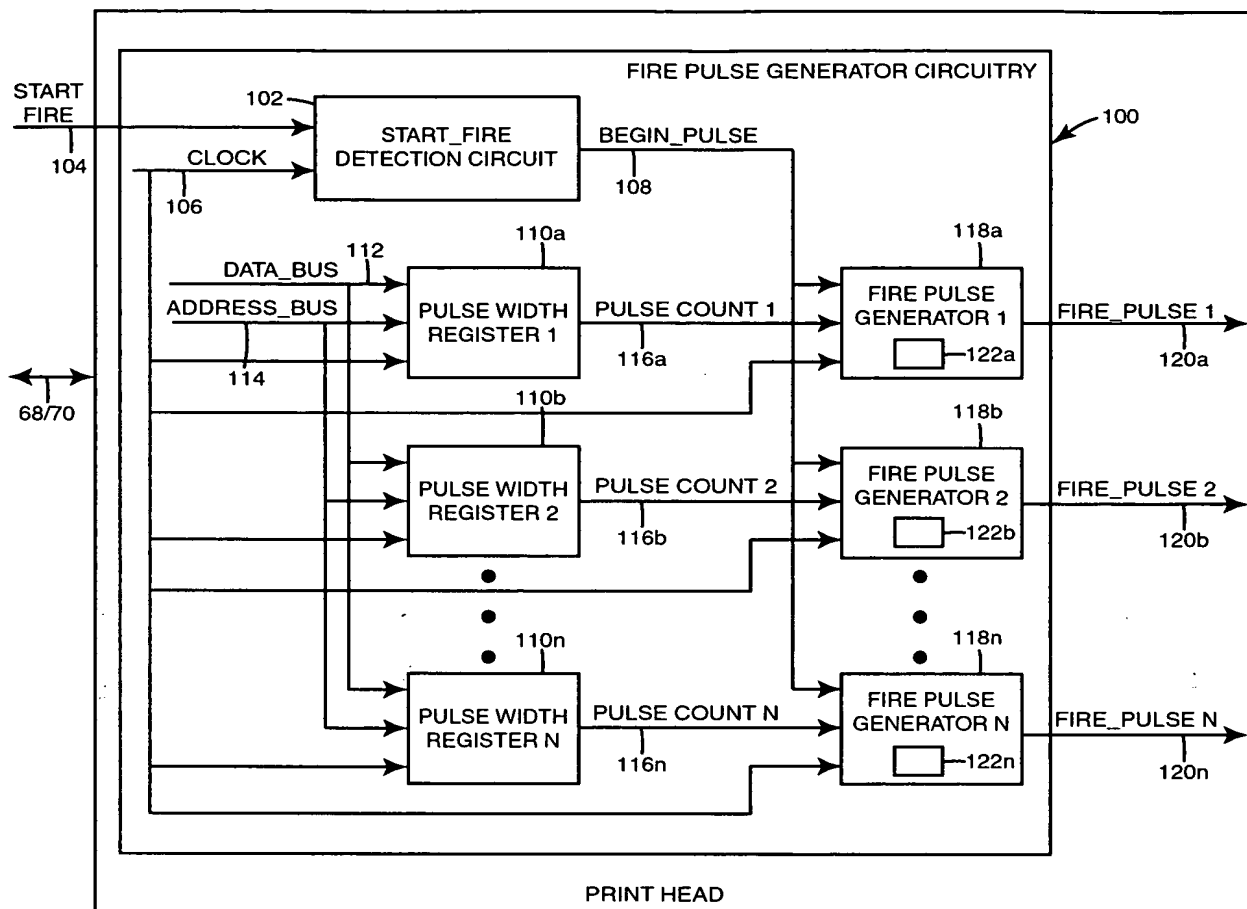 FIRE PULSE GENERATOR CIRCUITRY
START
FIRE
104
102
START_FIRE
DETECTION CIRCUIT
CLOCK
106
BEGIN_PULSE
108
100
DATA_BUS
112
ADDRESS_BUS
114
110a
PULSE WIDTH
REGISTER 1
PULSE COUNT 1
116a
118a
FIRE PULSE
GENERATOR 1
122a
FIRE_PULSE 1
120a
68/70
110b
PULSE WIDTH
REGISTER 2
PULSE COUNT 2
116b
118b
FIRE PULSE
GENERATOR 2
122b
FIRE_PULSE 2
120b
110n
PULSE WIDTH
REGISTER N
PULSE COUNT N
116n
118n
FIRE PULSE
GENERATOR N
122n
FIRE_PULSE N
120n
PRINT HEAD